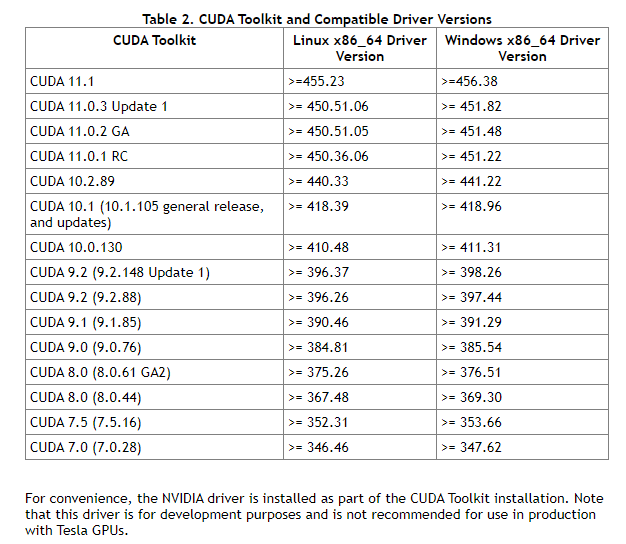 Table 2. CUDA Toolkit and Compatible Driver Versions
CUDA Toolkit Linux x86_64 Driver Version Windows x86_64 Driver Version
CUDA 11.1 >=455.23 >=456.38
CUDA 11.0.3 Update 1 >= 450.51.06 >= 451.82
CUDA 11.0.2 GA >= 450.51.05 >= 451.48
CUDA 11.0.1 RC >= 450.36.06 >= 451.22
CUDA 10.2.89 >= 440.33 >= 441.22
CUDA 10.1 (10.1.105 general release, and updates) >= 418.39 >= 418.96
CUDA 10.0.130 >= 410.48 >= 411.31
CUDA 9.2 (9.2.148 Update 1) >= 396.37 >= 398.26
CUDA 9.2 (9.2.88) >= 396.26 >= 397.44
CUDA 9.1 (9.1.85) >= 390.46 >= 391.29
CUDA 9.0 (9.0.76) >= 384.81 >= 385.54
CUDA 8.0 (8.0.61 GA2) >= 375.26 >= 376.51
CUDA 8.0 (8.0.44) >= 367.48 >= 369.30
CUDA 7.5 (7.5.16) >= 352.31 >= 353.66
CUDA 7.0 (7.0.28) >= 346.46 >= 347.62
For convenience, the NVIDIA driver is installed as part of the CUDA Toolkit installation. Note
that this driver is for development purposes and is not recommended for use in production
with Tesla GPUs.